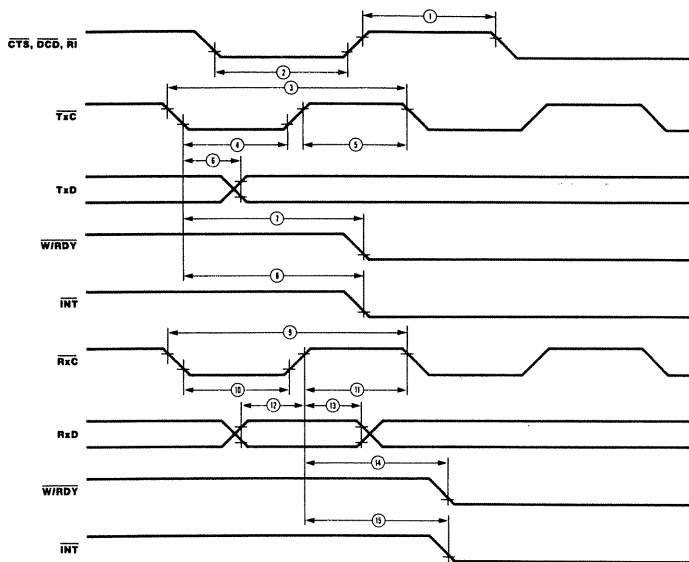 1
CTS, DCD, RI
2
3
TxC
4
5
6
TxD
7
W/RDY
8
INT
9
RxC
10
11
12
13
RxD
14
W/RDY
15
INT